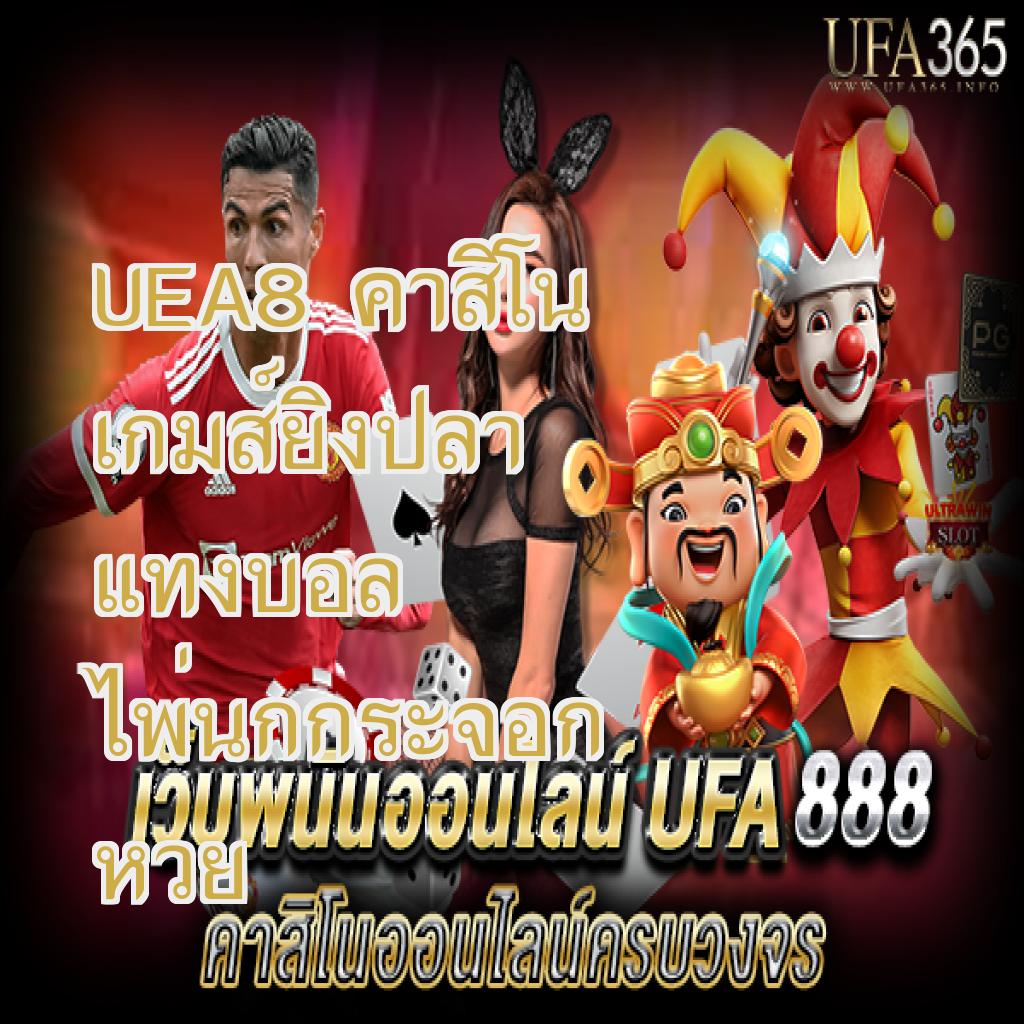 UFA365
WWW.UFA365.INFO
UEA8 คาสิโน
เกมส์ยิงปลา
PG
ULTRAWIN
SLOT
แทงบอล
ไพ่นกกระจอก
เว็บพนันออนไลน์ UFA 888
หวย
คาสิโนออนไลน์ครบวงจร